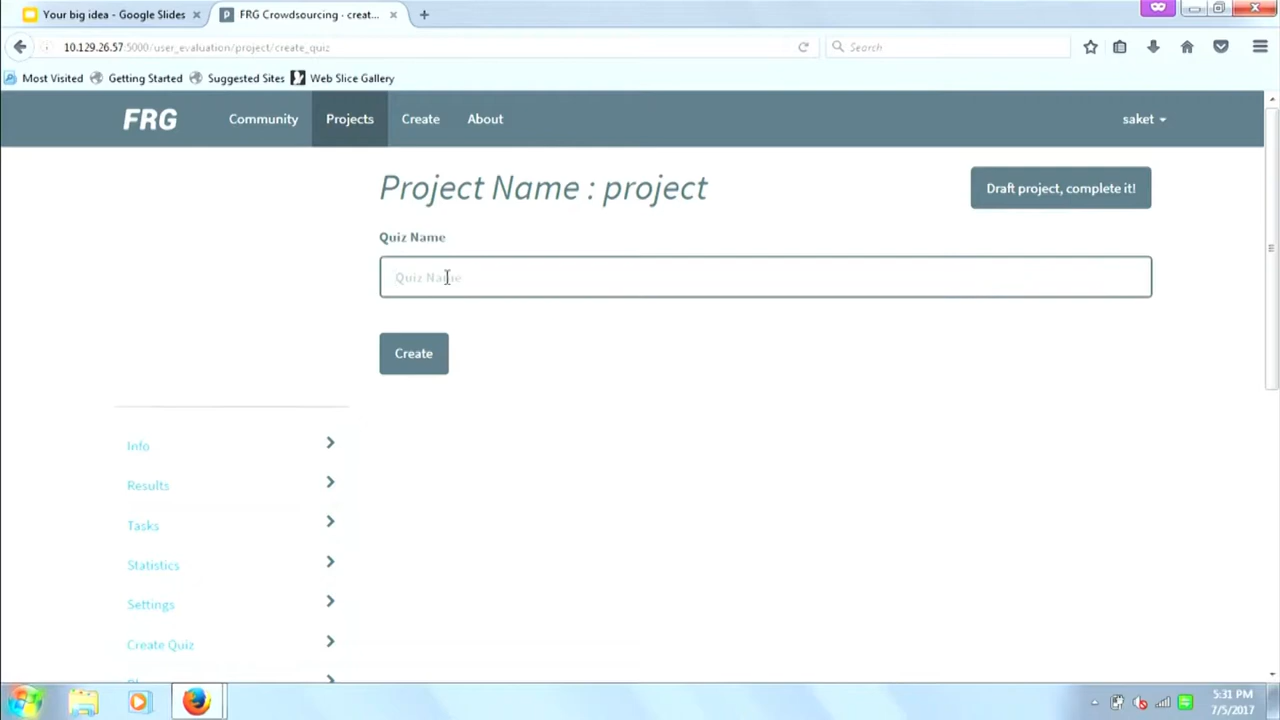 Your big idea - Google Slides
FRG Crowdsourcing · creat...
10.129.26.57:5000/user_evaluation/project/create_quiz
Search
Most Visited
Getting Started
Suggested Sites
Web Slice Gallery
FRG
Community
Projects
Create
About
saket
Project Name : project
Draft project, complete it!
Quiz Name
Quiz Name
Create
Info
Results
Tasks
Statistics
Settings
Create Quiz
5:31 PM
7/5/2017